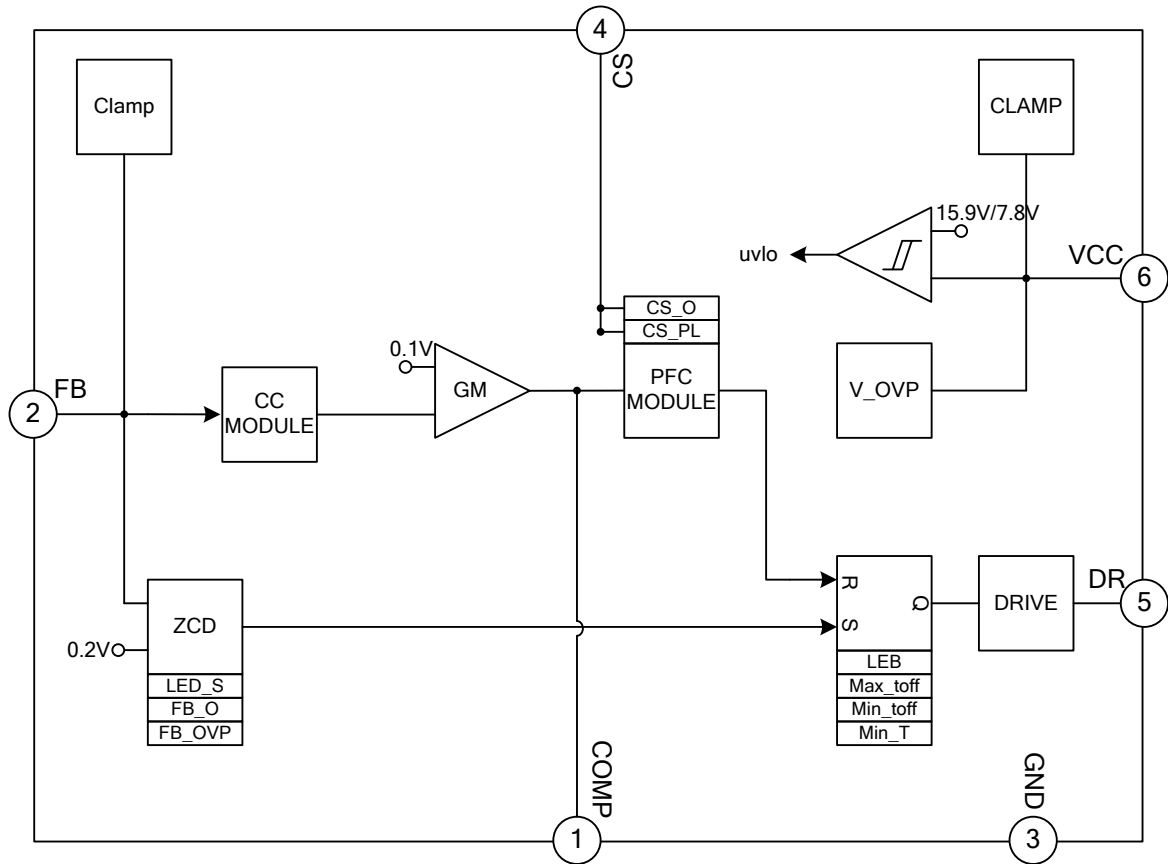 4
CS
Clamp
CLAMP
15.9V/7.8V
uvlo
VCC
6
CS_O
CS_PL
0.1V
FB
2
CC
MODULE
GM
PFC
MODULE
V_OVP
R
S
Q
DRIVE
DR
5
ZCD
0.2V
LED_S
FB_O
FB_OVP
LEB
Max_toff
Min_toff
Min_T
COMP
1
GND
3